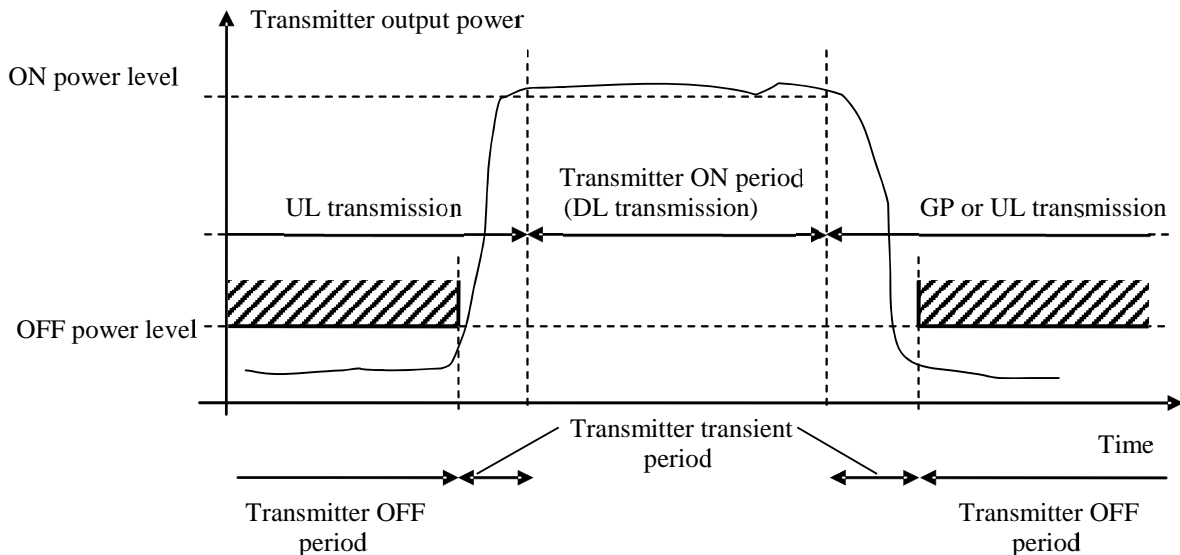 Transmitter output power
ON power level
Transmitter ON period
(DL transmission)
UL transmission
GP or UL transmission
OFF power level
Transmitter transient
period
Time
Transmitter OFF
period
Transmitter OFF
period